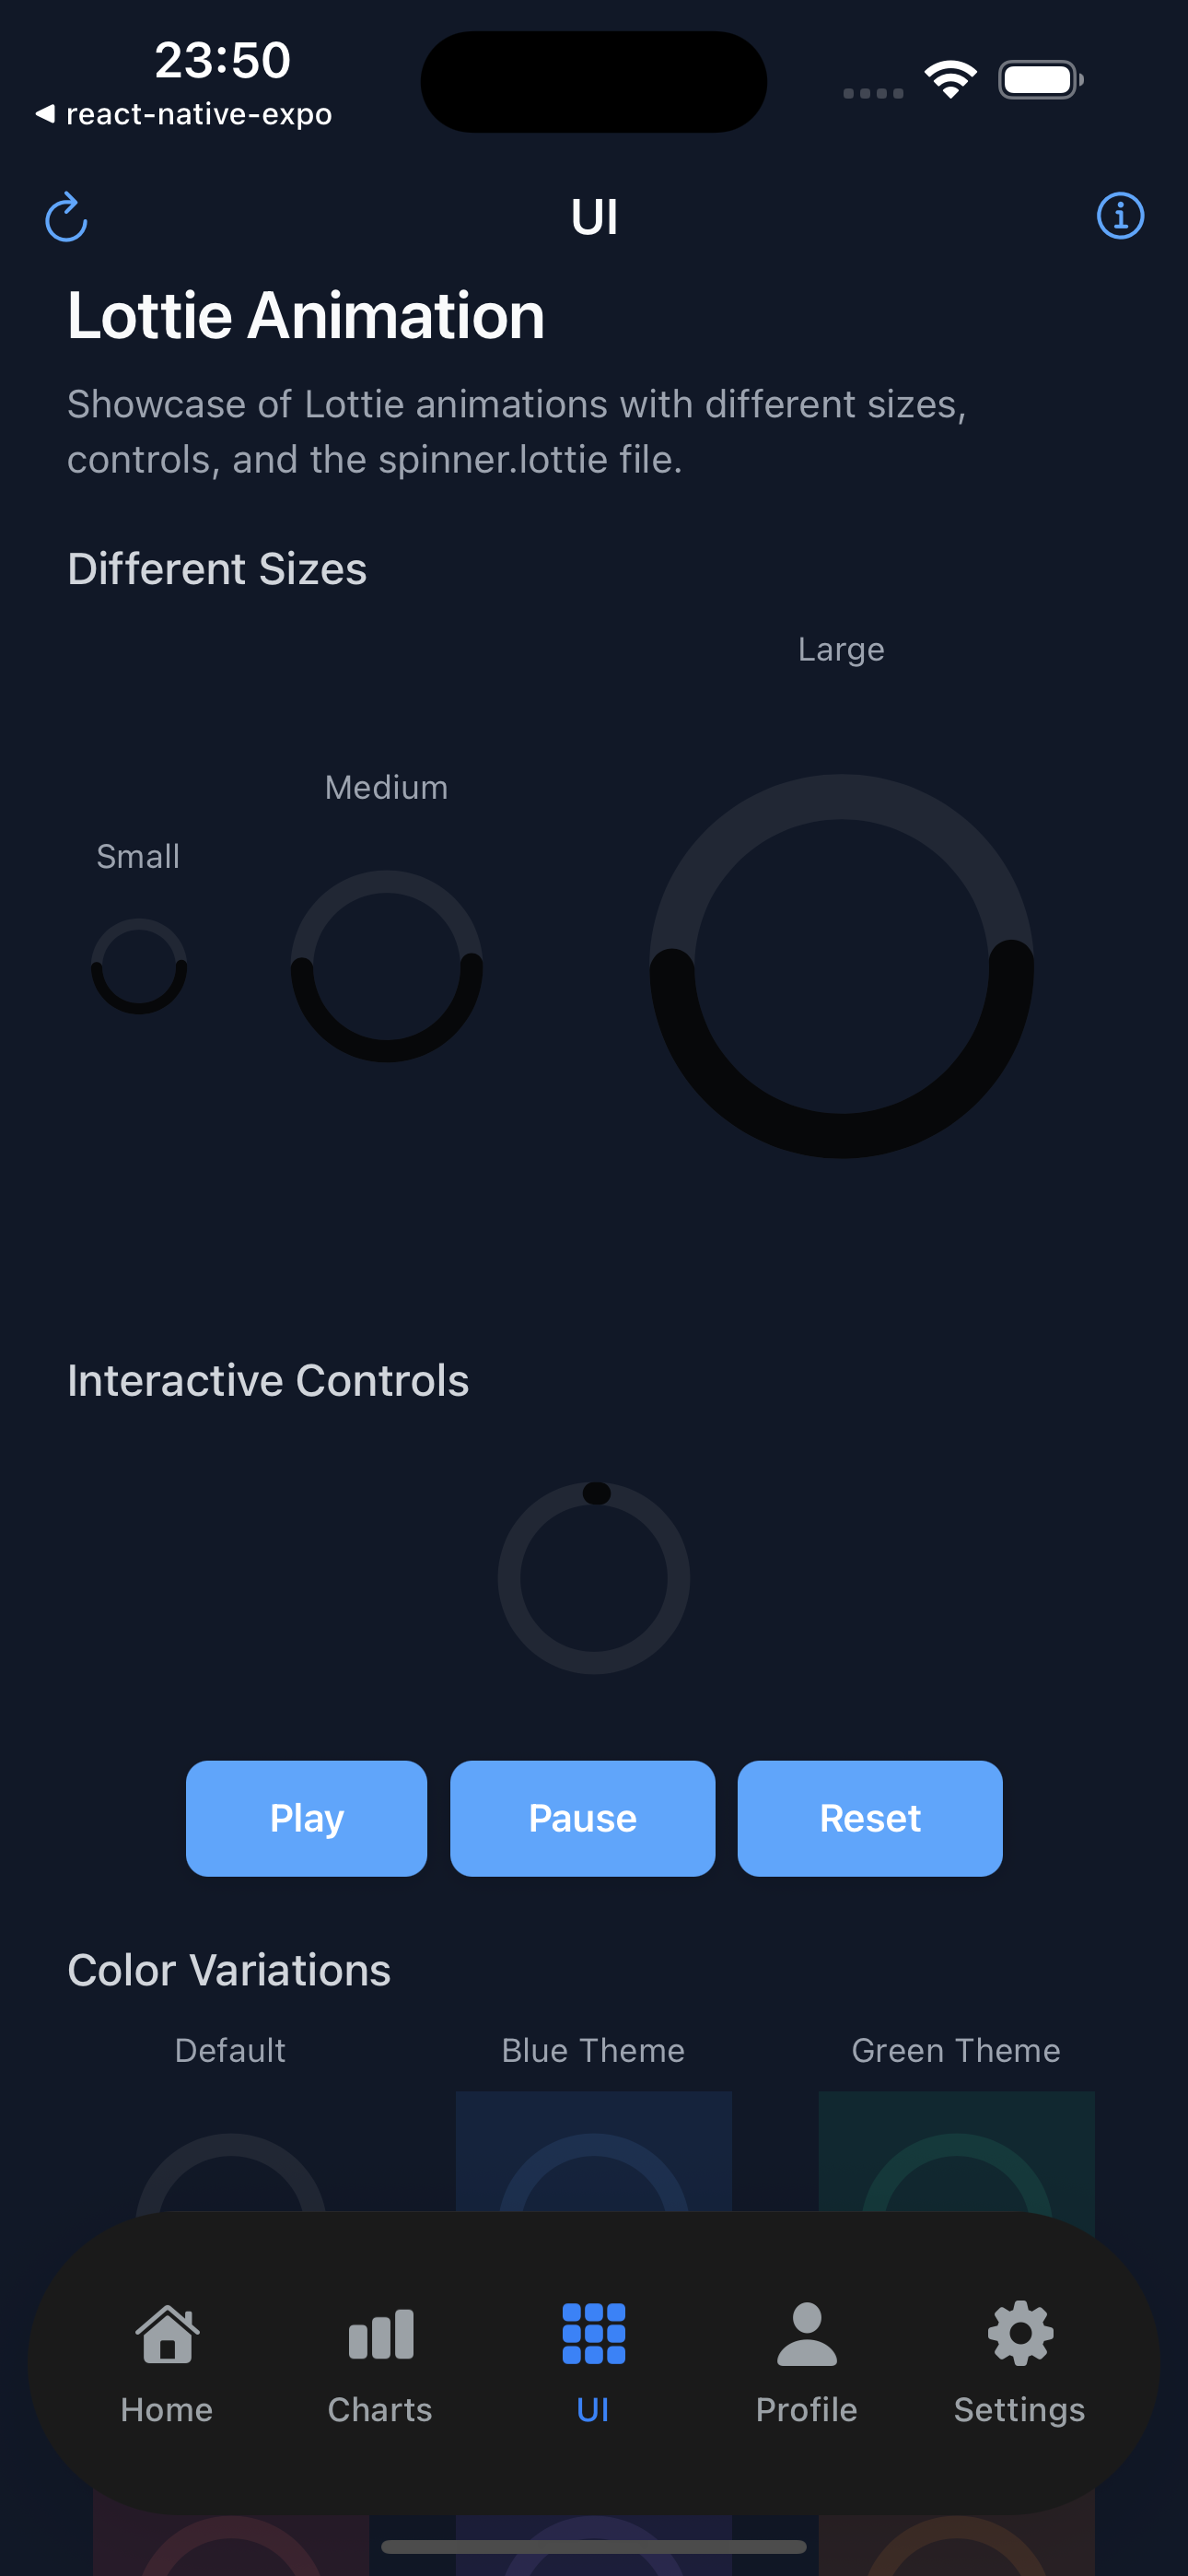 23:50
◀ react-native-expo
UI
Lottie Animation
Showcase of Lottie animations with different sizes,
controls, and the spinner.lottie file.
Different Sizes
Large
Medium
Small
Interactive Controls
Play Pause Reset
Color Variations
Default Blue Theme Green Theme
Home Charts UI Profile Settings